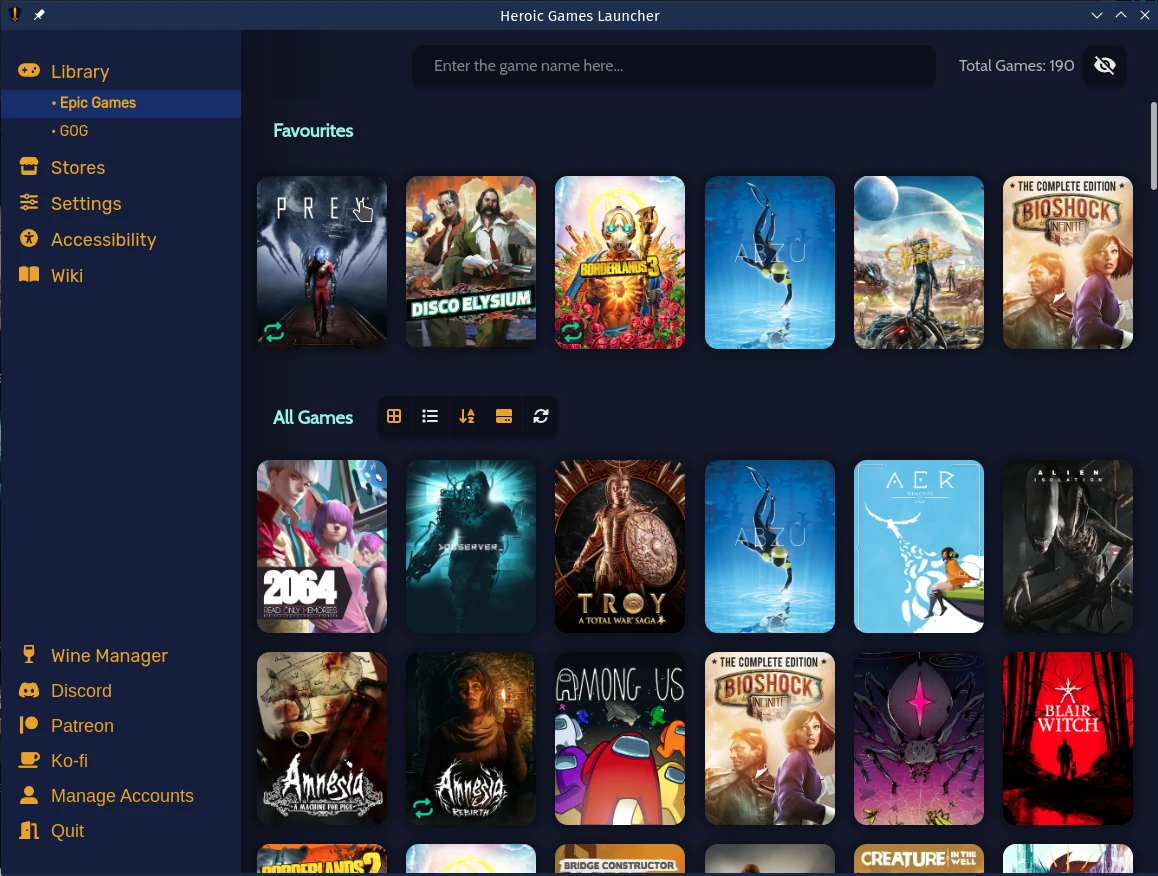 Heroic Games Launcher
Library
• Epic Games
• GOG
Stores
Settings
Accessibility
Wiki
Wine Manager
Discord
Patreon
Ko-fi
Manage Accounts
Quit
Enter the game name here...
Total Games: 190
Favourites
PREY
DISCO ELYSIUM
BORDERLANDS 3
ABZÛ
THE COMPLETE EDITION
BIOSHOCK
INFINITE
All Games
2064
READ ONLY MEMORIES
>OBSERVER_
TROY
A TOTAL WAR SAGA
ABZÛ
AER
MEMORIES
OF
OLD
ALIEN
ISOLATION
Amnesia
A MACHINE FOR PIGS
Amnesia
REBIRTH
AMONG US
THE COMPLETE EDITION
BIOSHOCK
INFINITE
BLAIR
WITCH
BORDERLANDS 2
BRIDGE CONSTRUCTOR
CREATURE IN THE WELL